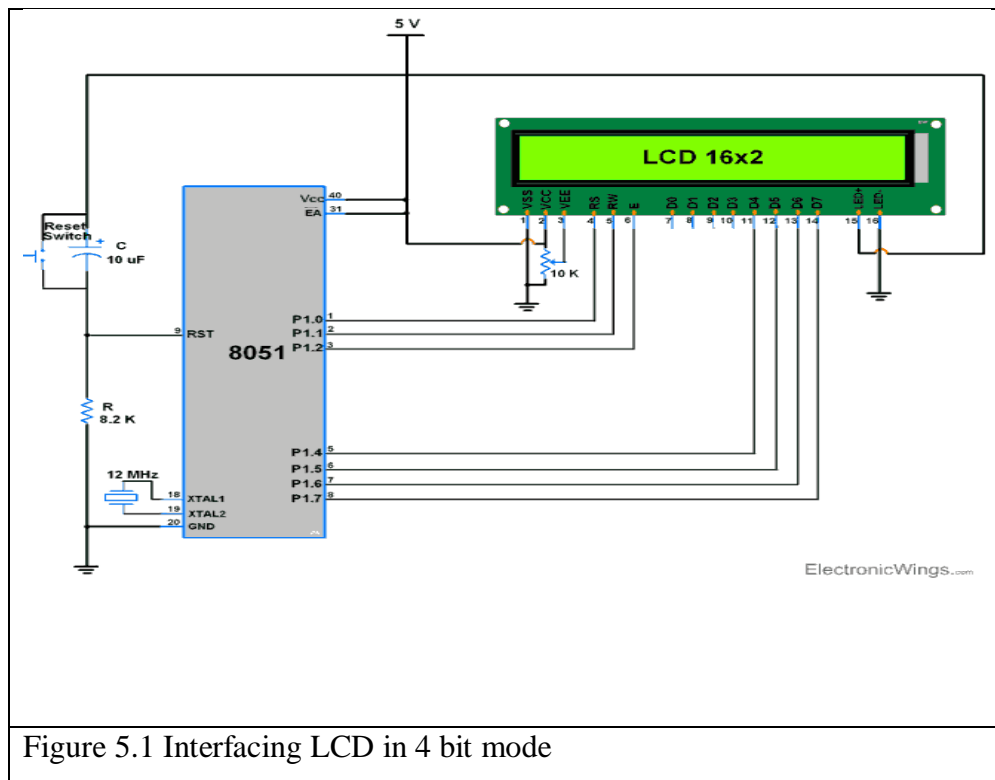 5 V
LCD 16x2
VSS VCC VEE RS RW E D0 D1 D2 D3 D4 D5 D6 D7 LED+ LED-
1 2 3 4 5 6 7 8 9 10 11 12 13 14 15 16
10 K
Vcc 40
EA 31
Reset
Switch
C
+
10 uF
9 RST
8051
P1.0 1
P1.1 2
P1.2 3
R
8.2 K
P1.4 5
P1.5 6
P1.6 7
P1.7 8
12 MHz
18 XTAL1
19 XTAL2
20 GND
ElectronicWings.com
Figure 5.1 Interfacing LCD in 4 bit mode